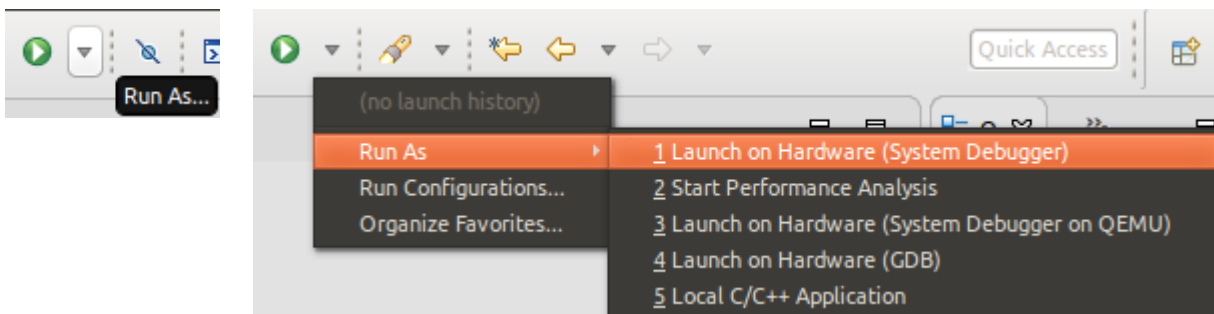 Run As...
Quick Access
(no launch history)
Run As
1 Launch on Hardware (System Debugger)
Run Configurations...
2 Start Performance Analysis
Organize Favorites...
3 Launch on Hardware (System Debugger on QEMU)
4 Launch on Hardware (GDB)
5 Local C/C++ Application